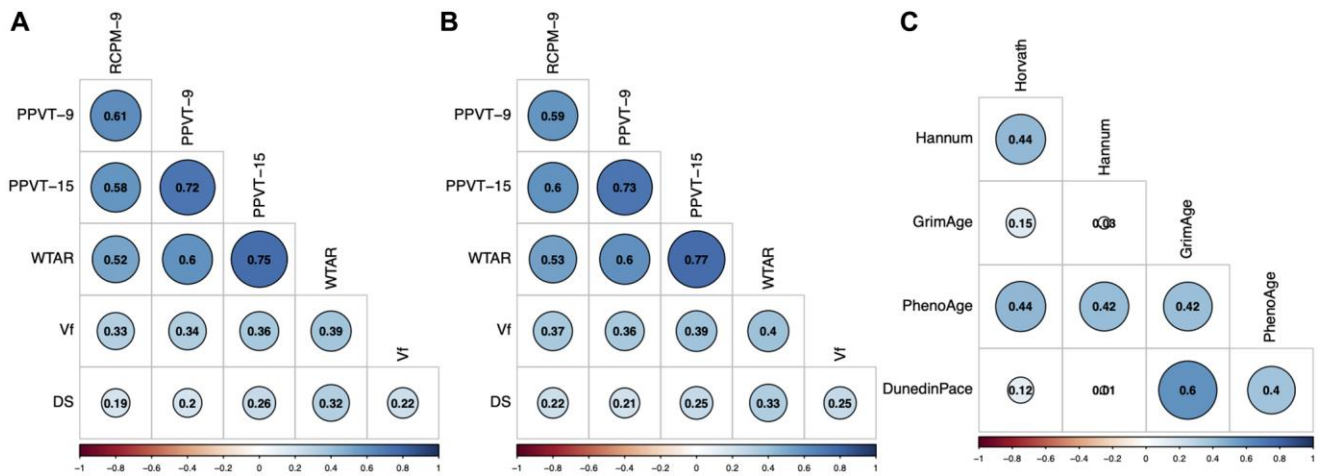 A
RCPM-9
PPVT-9 0.61
PPVT-9
PPVT-15 0.58 0.72
PPVT-15
WTAR 0.52 0.6 0.75
WTAR
Vf 0.33 0.34 0.36 0.39
Vf
DS 0.19 0.2 0.26 0.32 0.22
-1 -0.8 -0.6 -0.4 -0.2 0 0.2 0.4 0.6 0.8 1
B
RCPM-9
PPVT-9 0.59
PPVT-9
PPVT-15 0.6 0.73
PPVT-15
WTAR 0.53 0.6 0.77
WTAR
Vf 0.37 0.36 0.39 0.4
Vf
DS 0.22 0.21 0.25 0.33 0.25
-1 -0.8 -0.6 -0.4 -0.2 0 0.2 0.4 0.6 0.8 1
C
Horvath
Hannum 0.44
Hannum
GrimAge 0.15 0.03
GrimAge
PhenoAge 0.44 0.42 0.42
PhenoAge
DunedinPace 0.12 0.01 0.6 0.4
-1 -0.8 -0.6 -0.4 -0.2 0 0.2 0.4 0.6 0.8 1